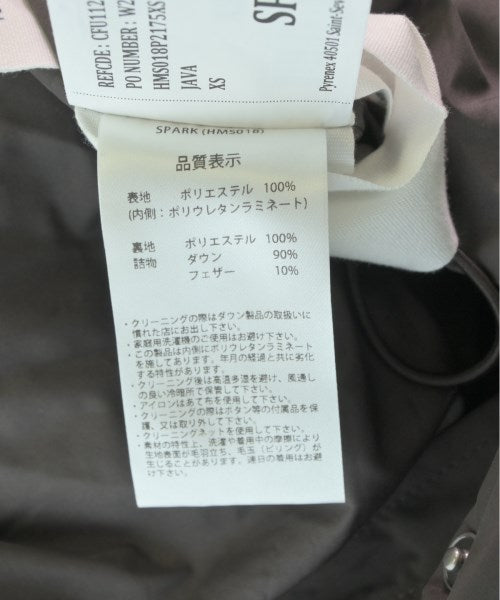 REFCDE: CFU112
PO NUMBER: W2
HMS018P2175XS
JAVA
XS
Pyrenex 40501 Saint-Sev
SPARK (HMS018)
品質表示
表地 ポリエステル 100%
(内側：ポリウレタンラミネート)
裏地 ポリエステル 100%
詰物 ダウン 90%
フェザー 10%
・クリーニングの際はダウン製品の取扱いに
慣れた店にお出し下さい。
・家庭用洗濯機のご使用はお避け下さい。
・この製品は内側にポリウレタンラミネート
を施してあります。年月の経過と共に劣化
する特性があります。
・クリーニング後は高温多湿を避け、風通し
の良い冷暗所で保管して下さい。
・アイロンはあて布を使用して下さい。
・クリーニングの際はボタン等の付属品を保
護、又は取り外して下さい。
・クリーニングネットを使用して下さい。
・素材の特性上、洗濯や着用中の摩擦により
生地表面が毛羽立ち、毛玉(ピリング)が
生じることがあります。連日の着用はお避
け下さい。